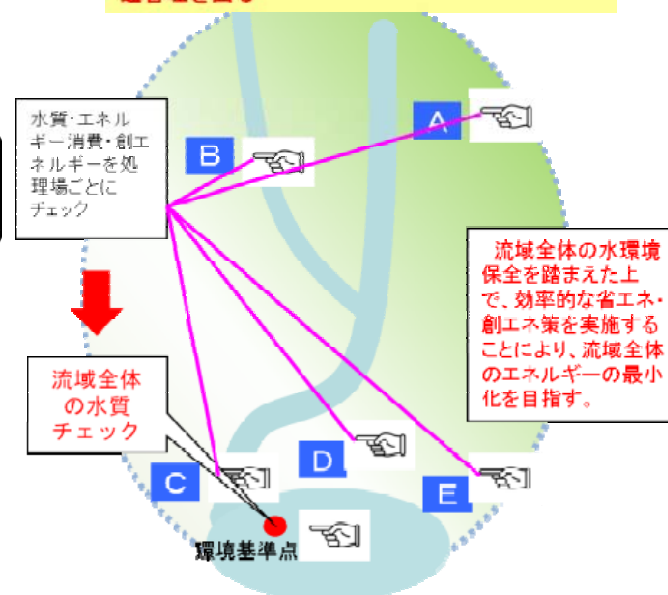 水質・エネル
ギー消費・創エ
ネルギーを処
理場ごとに
チェック
A
B
流域全体の水環境
保全を踏まえた上
で、効率的な省エネ・
創エネ策を実施する
ことにより、流域全体
のエネルギーの最小
化を目指す。
流域全体
の水質
チェック
C
D
E
環境基準点